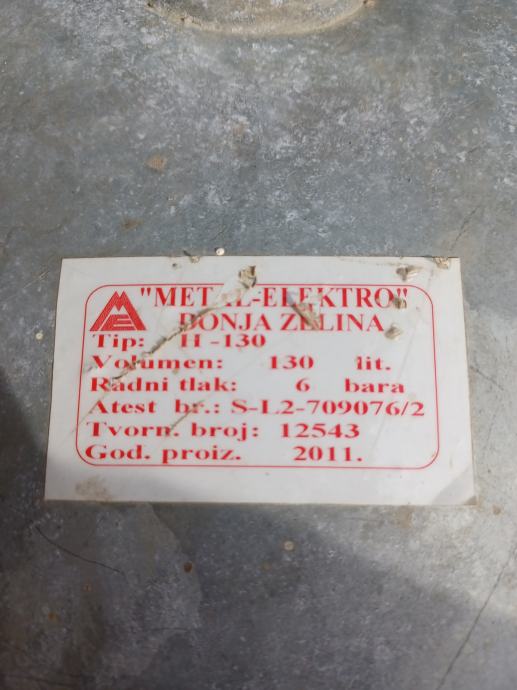 ME "METAL-ELEKTRO"
DONJA ZELINA
Tip: H-130
Volumen: 130 lit.
Radni tlak: 6 bara
Atest br.: S-L2-709076/2
Tvorn. broj: 12543
God. proiz. 2011.